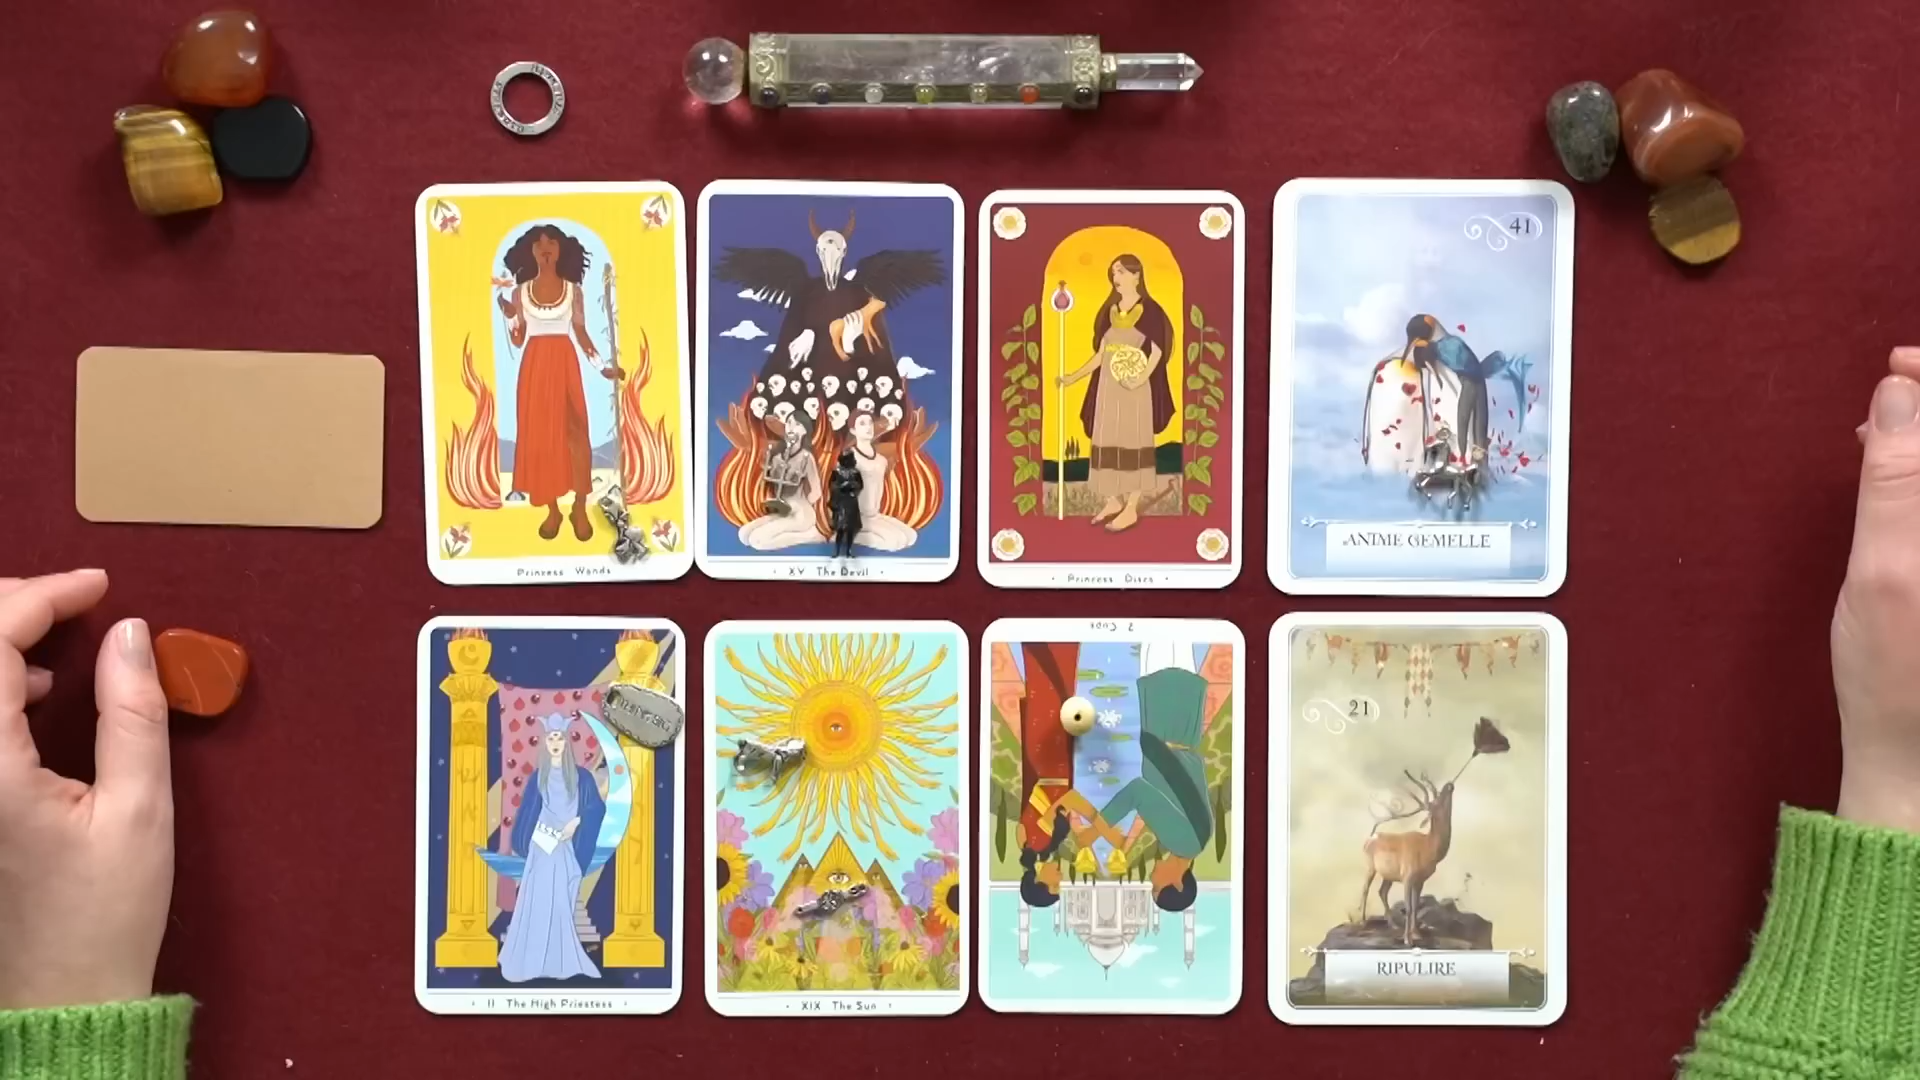 Princess Wands
· XV The Devil ·
· Princess Discs ·
41
ANIME GEMELLE
· II The High Priestess ·
· XIX The Sun ·
2 Cups
21
RIPULIRE